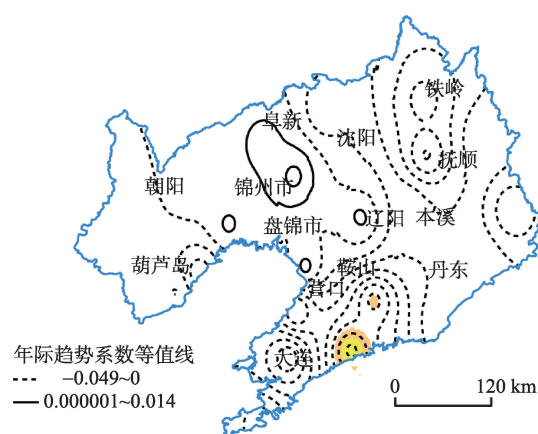 铁岭
阜新
沈阳
抚顺
朝阳
锦州市
盘锦市
辽阳
本溪
葫芦岛
鞍山
丹东
营口
大连
年际趋势系数等值线
−0.049~0
0.000001~0.014
0
120 km